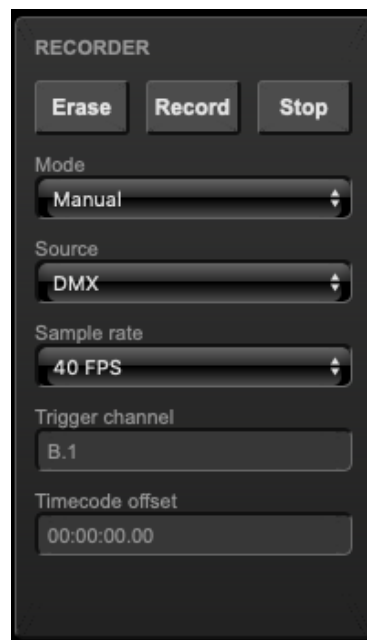 RECORDER
Erase Record Stop
Mode
Manual
Source
DMX
Sample rate
40 FPS
Trigger channel
B.1
Timecode offset
00:00:00.00